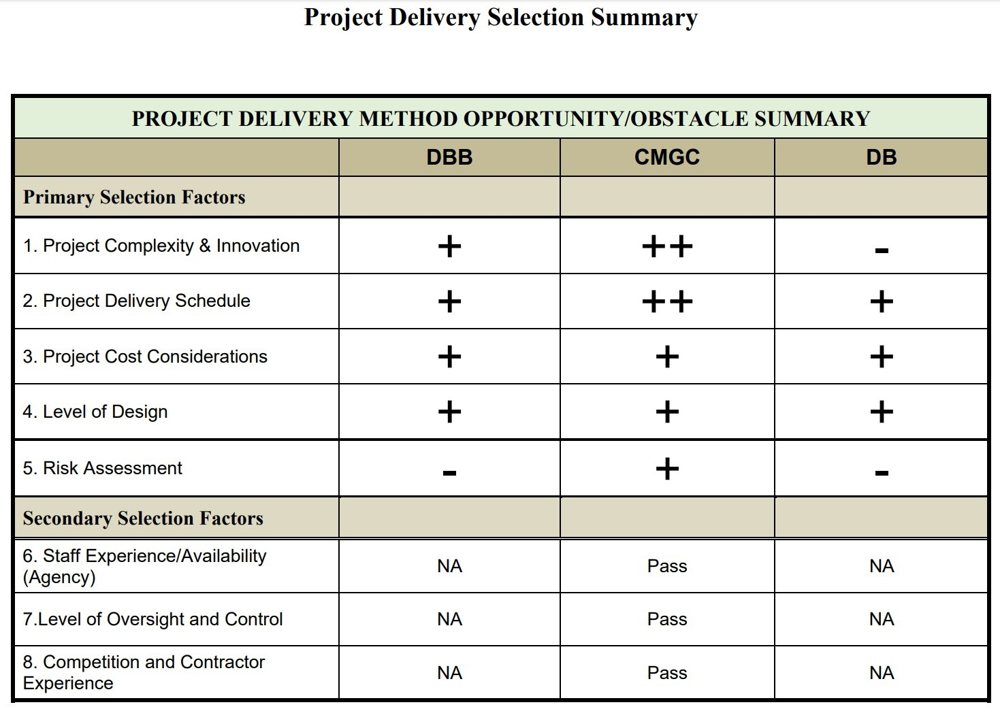 Project Delivery Selection Summary
PROJECT DELIVERY METHOD OPPORTUNITY/OBSTACLE SUMMARY
DBB CMGC DB
Primary Selection Factors
1. Project Complexity & Innovation + ++ -
2. Project Delivery Schedule + ++ +
3. Project Cost Considerations + + +
4. Level of Design + + +
5. Risk Assessment - + -
Secondary Selection Factors
6. Staff Experience/Availability
(Agency) NA Pass NA
7.Level of Oversight and Control NA Pass NA
8. Competition and Contractor
Experience NA Pass NA